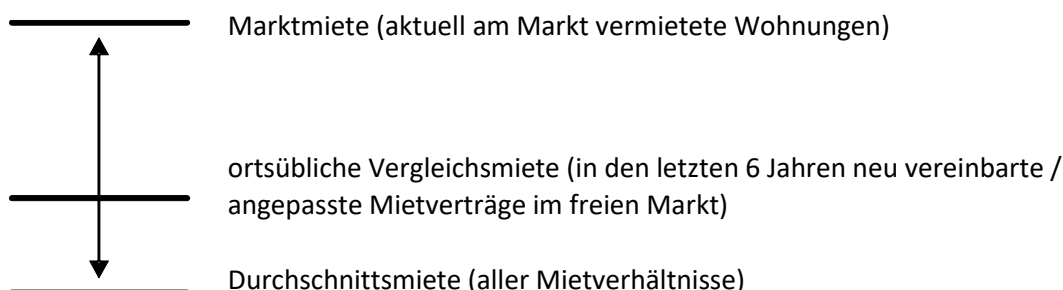 Marktmiete (aktuell am Markt vermietete Wohnungen)
ortsübliche Vergleichsmiete (in den letzten 6 Jahren neu vereinbarte /
angepasste Mietverträge im freien Markt)
Durchschnittsmiete (aller Mietverhältnisse)